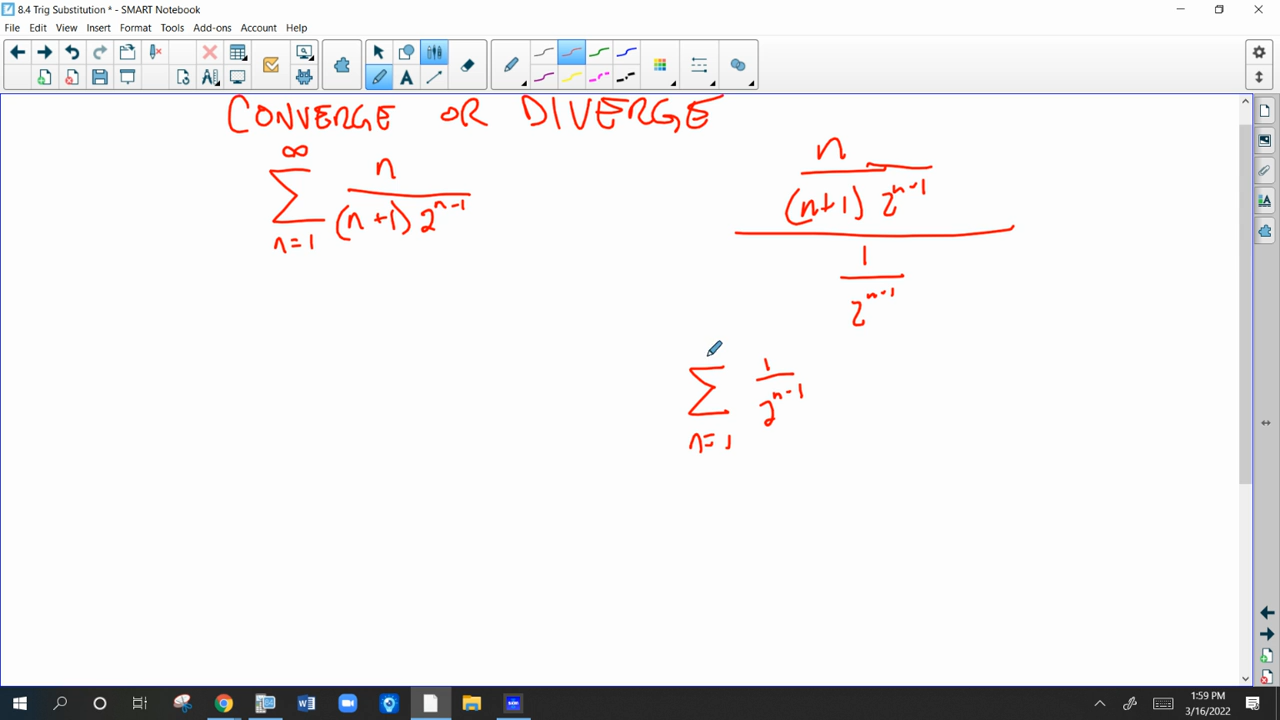 8.4 Trig Substitution * - SMART Notebook
File Edit View Insert Format Tools Add-ons Account Help
CONVERGE OR DIVERGE
∞
∑ n / (n+1) 2^{n-1}
n=1
n / (n+1) 2^{n-1}
1 / 2^{n-1}
∑ 1 / 2^{n-1}
n=1
1:59 PM
3/16/2022